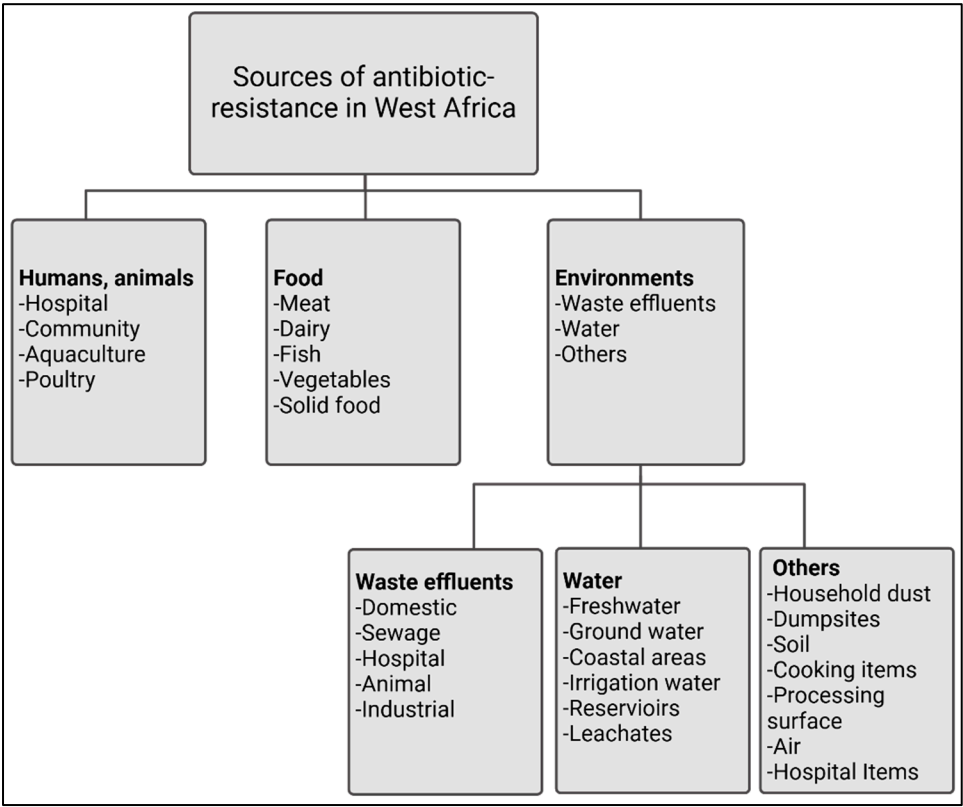 Sources of antibiotic-
resistance in West Africa
Humans, animals
-Hospital
-Community
-Aquaculture
-Poultry
Food
-Meat
-Dairy
-Fish
-Vegetables
-Solid food
Environments
-Waste effluents
-Water
-Others
Waste effluents
-Domestic
-Sewage
-Hospital
-Animal
-Industrial
Water
-Freshwater
-Ground water
-Coastal areas
-Irrigation water
-Reservioirs
-Leachates
Others
-Household dust
-Dumpsites
-Soil
-Cooking items
-Processing
surface
-Air
-Hospital Items